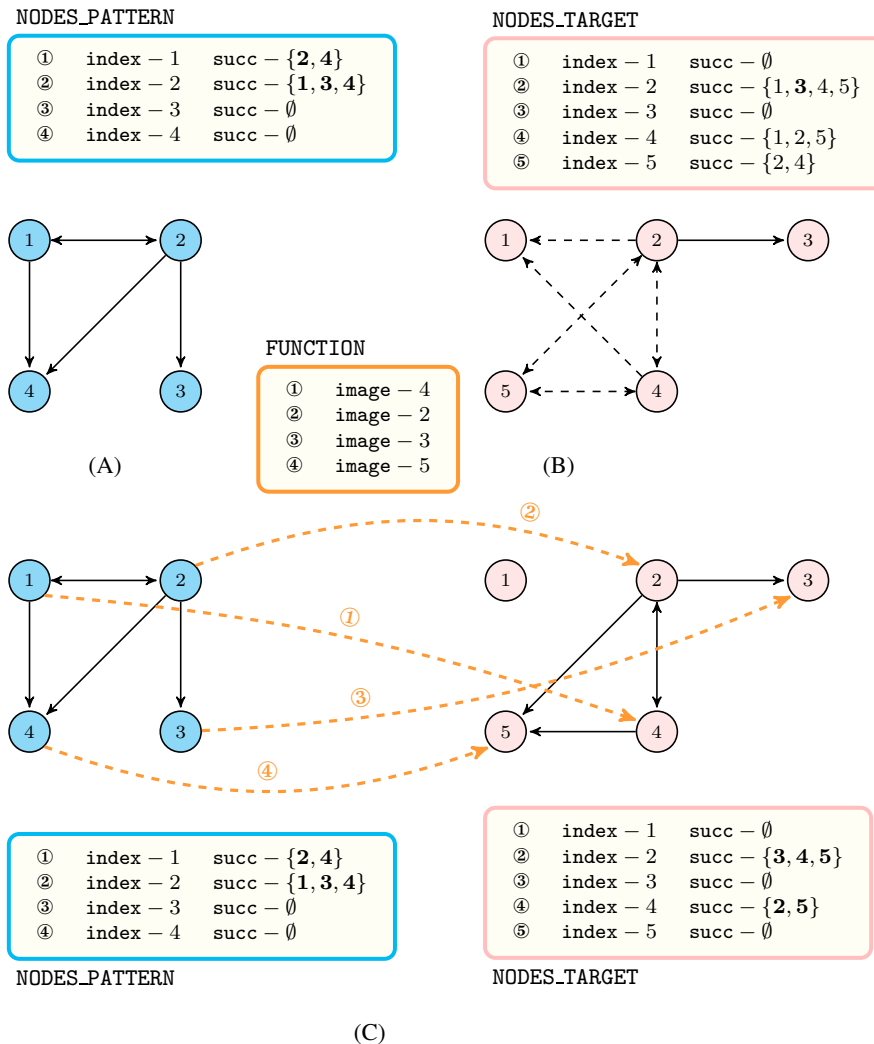 NODES_PATTERN
① index − 1 succ − {2, 4}
② index − 2 succ − {1, 3, 4}
③ index − 3 succ − ∅
④ index − 4 succ − ∅
NODES_TARGET
① index − 1 succ − ∅
② index − 2 succ − {1, 3, 4, 5}
③ index − 3 succ − ∅
④ index − 4 succ − {1, 2, 5}
⑤ index − 5 succ − {2, 4}
1 2
4 3
(A)
1 2 3
5 4
(B)
FUNCTION
① image − 4
② image − 2
③ image − 3
④ image − 5
②
1 2
1 2 3
①
③
4 3
5 4
④
① index − 1 succ − {2, 4}
② index − 2 succ − {1, 3, 4}
③ index − 3 succ − ∅
④ index − 4 succ − ∅
NODES_PATTERN
① index − 1 succ − ∅
② index − 2 succ − {3, 4, 5}
③ index − 3 succ − ∅
④ index − 4 succ − {2, 5}
⑤ index − 5 succ − ∅
NODES_TARGET
(C)